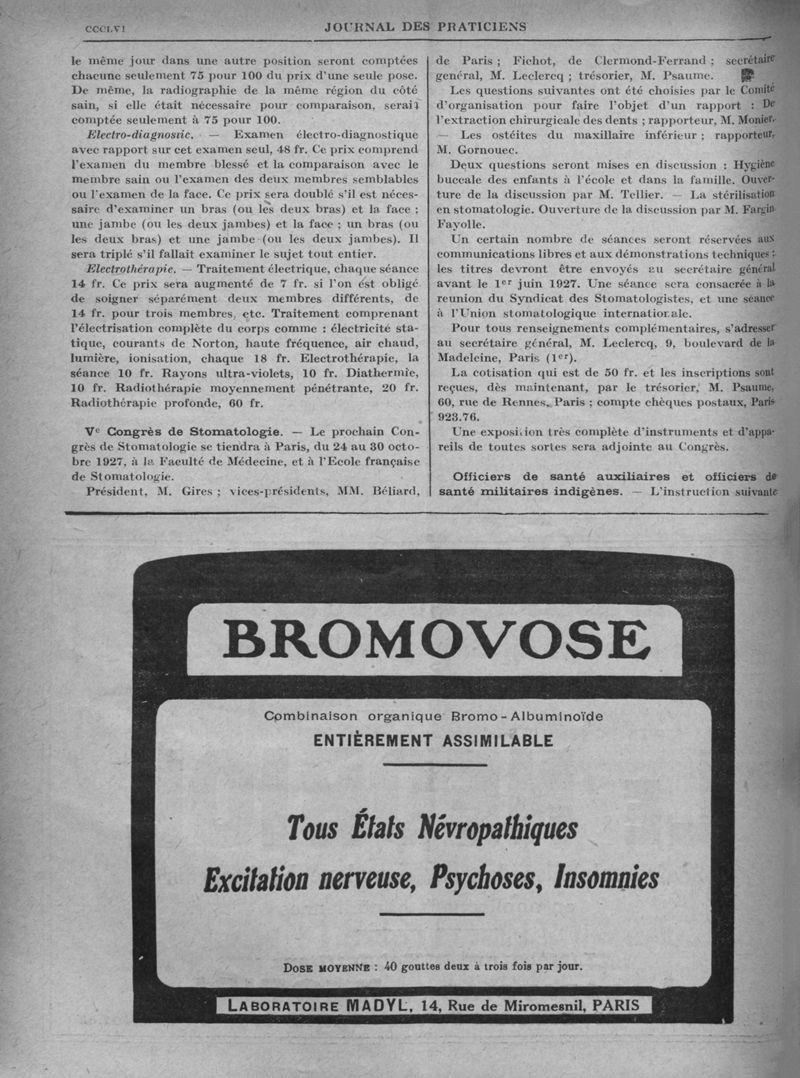 CCCLVI
JOURNAL DES PRATICIENS
le même jour dans une autre position seront comptées
chacune seulement 75 pour 100 du prix d'une seule pose.
De même, la radiographie de la même région du côté
sain, si elle était nécessaire pour comparaison, serait
comptée seulement à 75 pour 100.
Electro-diagnostic. — Examen électro-diagnostique
avec rapport sur cet examen seul, 48 fr. Ce prix comprend
l'examen du membre blessé et la comparaison avec le
membre sain ou l'examen des deux membres semblables
ou l'examen de la face. Ce prix sera doublé s'il est néces-
saire d'examiner un bras (ou les deux bras) et la face ;
une jambe (ou les deux jambes) et la face ; un bras (ou
les deux bras) et une jambe (ou les deux jambes). Il
sera triplé s'il fallait examiner le sujet tout entier.
Electrothérapie. — Traitement électrique, chaque séance
14 fr. Ce prix sera augmenté de 7 fr. si l'on est obligé
de soigner séparément deux membres différents, de
14 fr. pour trois membres, etc. Traitement comprenant
l'électrisation complète du corps comme : électricité sta-
tique, courants de Norton, haute fréquence, air chaud,
lumière, ionisation, chaque 18 fr. Electrothérapie, la
séance 10 fr. Rayons ultra-violets, 10 fr. Diathermie,
10 fr. Radiothérapie moyennement pénétrante, 20 fr.
Radiothérapie profonde, 60 fr.
Ve Congrès de Stomatologie. — Le prochain Con-
grès de Stomatologie se tiendra à Paris, du 24 au 30 octo-
bre 1927, à la Faculté de Médecine, et à l'Ecole française
de Stomatologie.
Président, M. Gires ; vices-présidents, MM. Béliard,
de Paris ; Fichot, de Clermond-Ferrand ; secrétaire
général, M. Leclercq ; trésorier, M. Psaume.
Les questions suivantes ont été choisies par le Comité
d'organisation pour faire l'objet d'un rapport : De
l'extraction chirurgicale des dents ; rapporteur, M. Monier.
— Les ostéites du maxillaire inférieur ; rapporteur,
M. Gornouec.
Deux questions seront mises en discussion : Hygiène
buccale des enfants à l'école et dans la famille. Ouver-
ture de la discussion par M. Tellier. — La stérilisation
en stomatologie. Ouverture de la discussion par M. Fargin
Fayolle.
Un certain nombre de séances seront réservées aux
communications libres et aux démonstrations techniques ;
les titres devront être envoyés au secrétaire général
avant le 1er juin 1927. Une séance sera consacrée à la
reunion du Syndicat des Stomatologistes, et une séance
à l'Union stomatologique internationale.
Pour tous renseignements complémentaires, s'adresser
au secrétaire général, M. Leclercq, 9, boulevard de la
Madeleine, Paris (1er).
La cotisation qui est de 50 fr. et les inscriptions sont
reçues, dès maintenant, par le trésorier, M. Psaume,
60, rue de Rennes, Paris ; compte chèques postaux, Paris
923.76.
Une exposition très complète d'instruments et d'appa-
reils de toutes sortes sera adjointe au Congrès.
Officiers de santé auxiliaires et officiers de
santé militaires indigènes. — L'instruction suivante
BROMOVOSE
Combinaison organique Bromo-Albuminoïde
ENTIÈREMENT ASSIMILABLE
Tous États Névropathiques
Excitation nerveuse, Psychoses, Insomnies
DOSE MOYENNE : 40 gouttes deux à trois fois par jour.
LABORATOIRE MADYL, 14, Rue de Miromesnil, PARIS